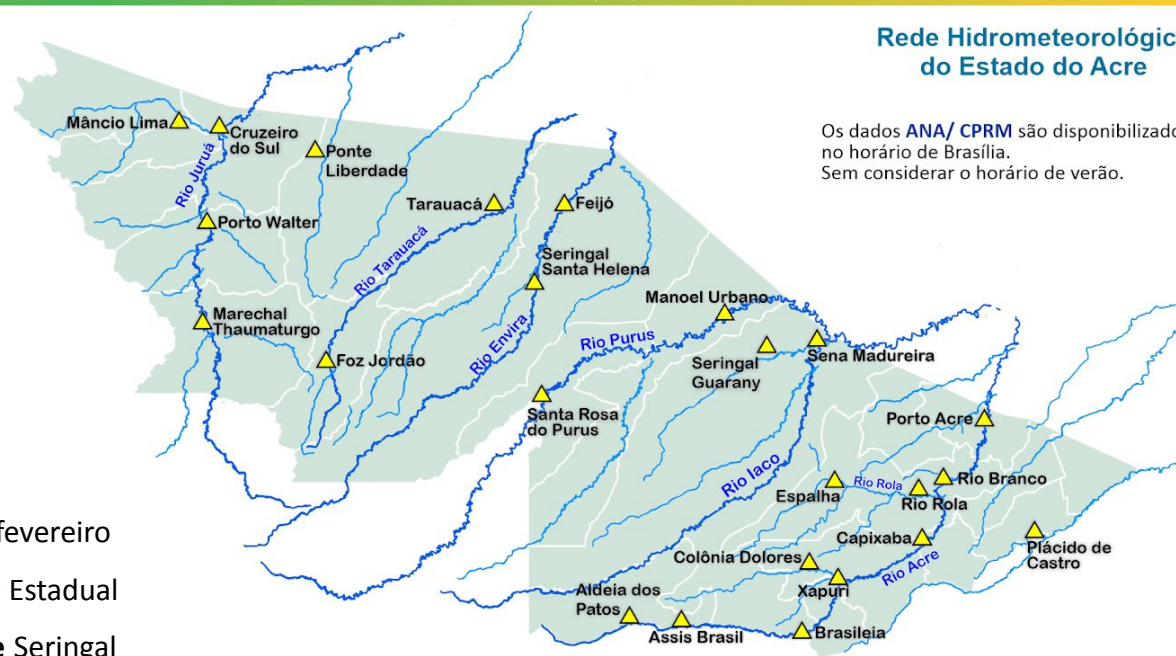 Rede Hidrometeorológic
do Estado do Acre
Os dados ANA/ CPRM são disponibilizado
no horário de Brasília.
Sem considerar o horário de verão.
Mâncio Lima
Cruzeiro
do Sul
Ponte
Liberdade
Rio Juruá
Porto Walter
Tarauacá
Feijó
Rio Tarauacá
Seringal
Santa Helena
Manoel Urbano
Marechal
Thaumaturgo
Rio Envira
Rio Purus
Foz Jordão
Seringal
Guarany
Sena Madureira
Santa Rosa
do Purus
Porto Acre
Rio Iaco
Espalha
Rio Rola
Rio Branco
Rio Rola
fevereiro
Capixaba
Plácido de
Castro
Colônia Dolores
Rio Acre
Estadual
Aldeia dos
Patos
Xapuri
Assis Brasil
Brasileia
e Seringal